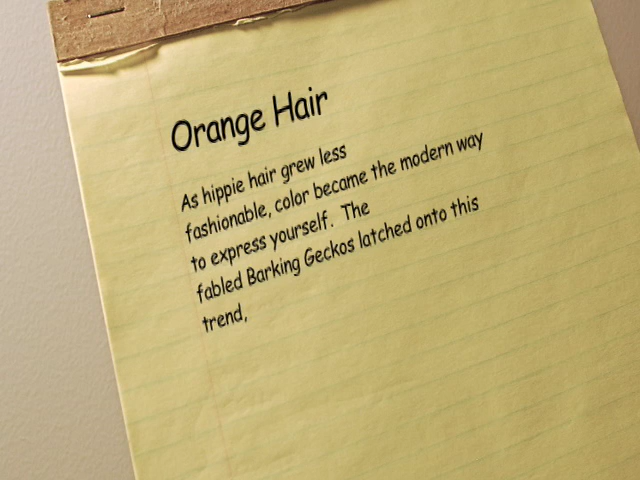 Orange Hair
As hippie hair grew less
fashionable, color became the modern way
to express yourself.  The
fabled Barking Geckos latched onto this
trend,